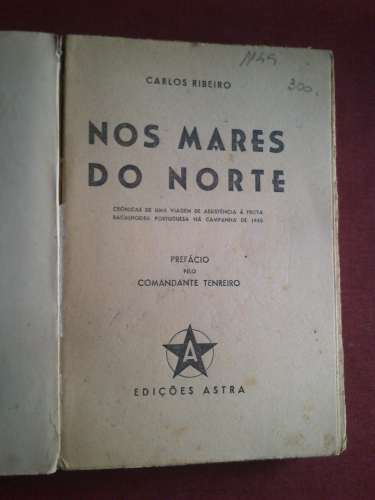 300.
CARLOS RIBEIRO
NOS MARES
DO NORTE
CRÓNICAS DE UMA VIAGEM DE ASSISTÊNCIA À FROTA
BACALHOEIRA PORTUGUESA NA CAMPANHA DE 1945
PREFÁCIO
PELO
COMANDANTE TENREIRO
A
EDIÇÕES ASTRA